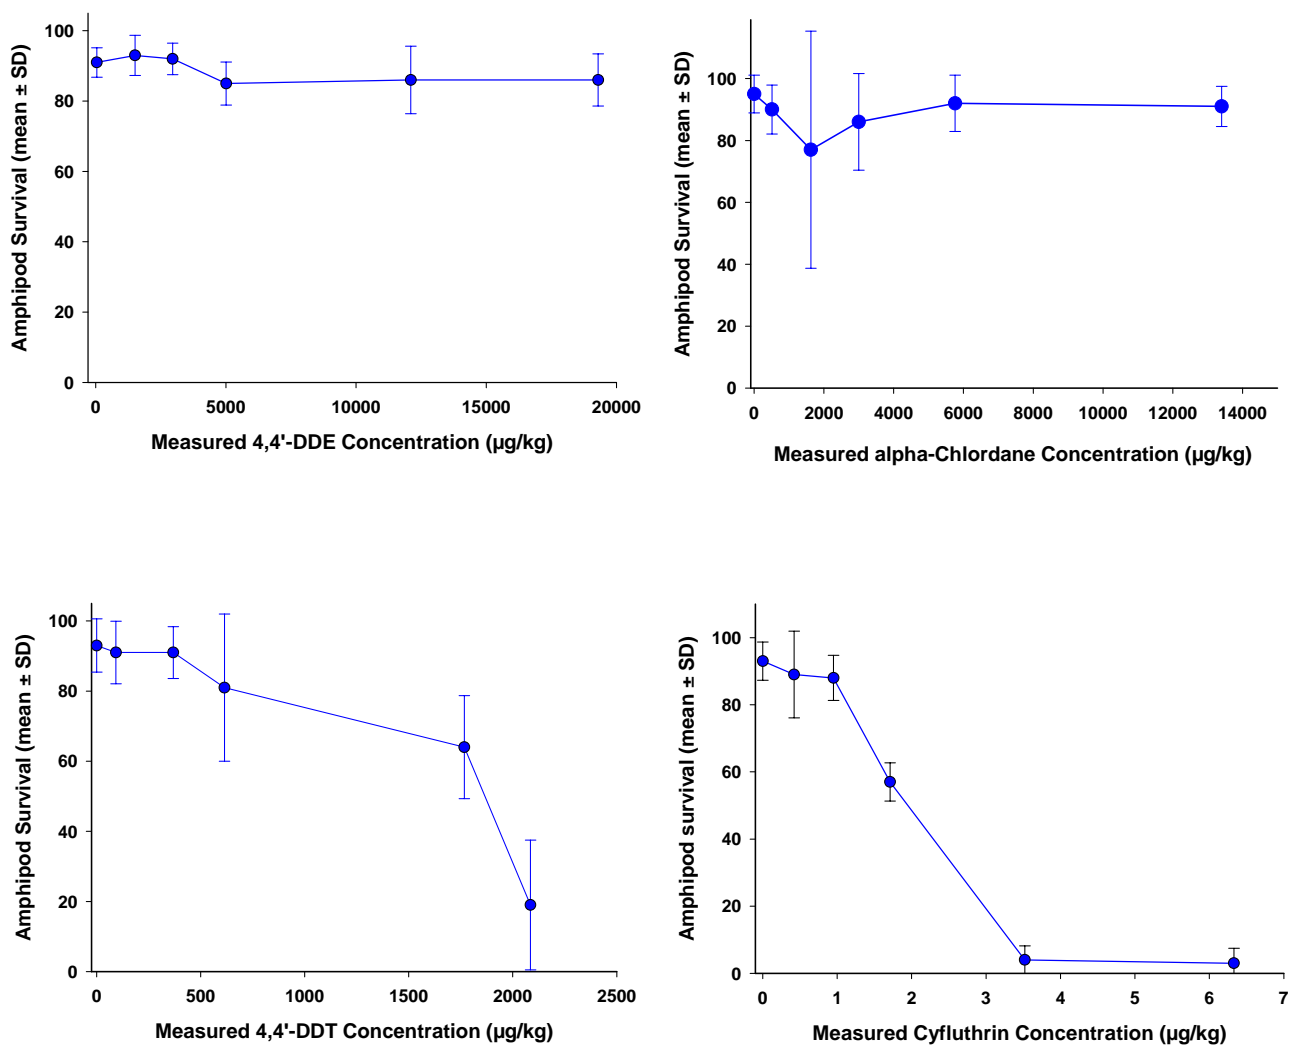 Amphipod Survival (mean ± SD)
100
80
60
40
20
0
0 5000 10000 15000 20000
Measured 4,4'-DDE Concentration (µg/kg)
Amphipod Survival (mean ± SD)
100
80
60
40
20
0
0 2000 4000 6000 8000 10000 12000 14000
Measured alpha-Chlordane Concentration (µg/kg)
Amphipod Survival (mean ± SD)
100
80
60
40
20
0
0 500 1000 1500 2000 2500
Measured 4,4'-DDT Concentration (µg/kg)
Amphipod survival (mean ± SD)
100
80
60
40
20
0
0 1 2 3 4 5 6 7
Measured Cyfluthrin Concentration (µg/kg)